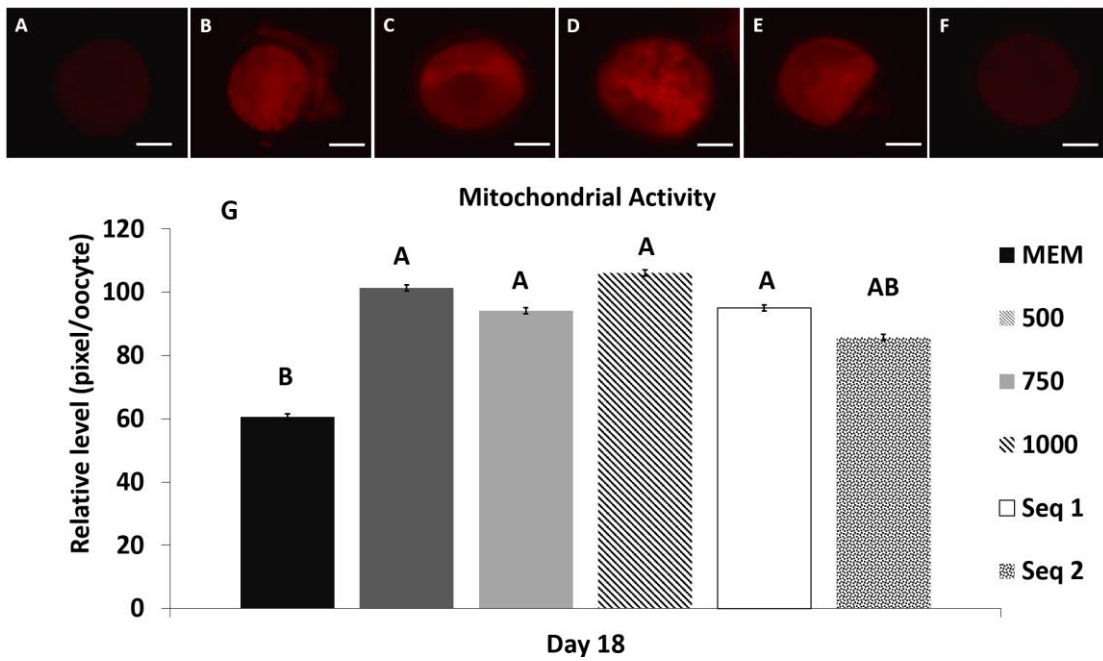 A B C D E F
Mitochondrial Activity
G
Relative level (pixel/oocyte)
120
100
80
60
40
20
0
B A A A A AB
Day 18
MEM
500
750
1000
Seq 1
Seq 2